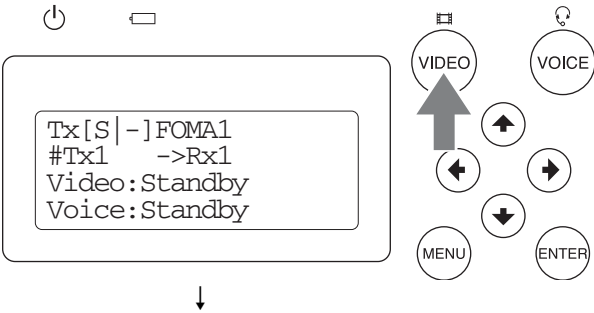 VIDEO
VOICE
Tx[S|-]FOMA1
#Tx1 ->Rx1
Video:Standby
Voice:Standby
MENU
ENTER